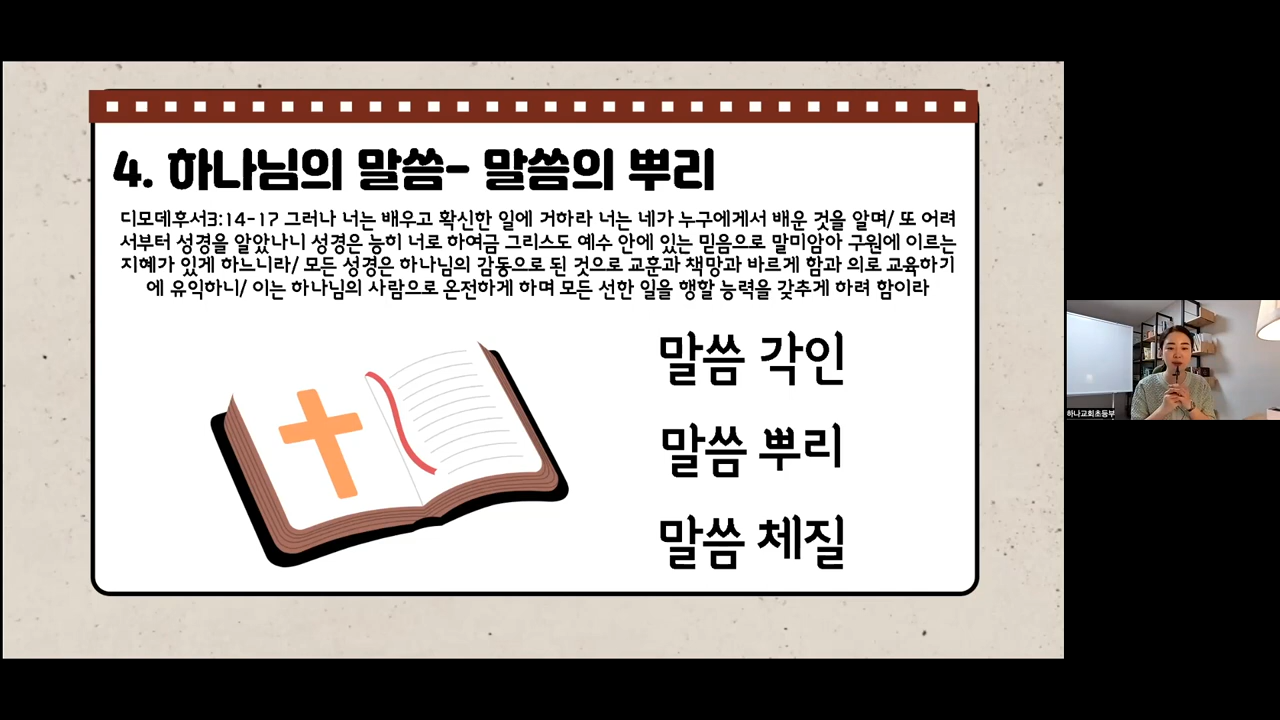 4. 하나님의 말씀- 말씀의 뿌리
디모데후서3:14-17 그러나 너는 배우고 확신한 일에 거하라 너는 네가 누구에게서 배운 것을 알며/ 또 어려
서부터 성경을 알았나니 성경은 능히 너로 하여금 그리스도 예수 안에 있는 믿음으로 말미암아 구원에 이르는
지혜가 있게 하느니라/ 모든 성경은 하나님의 감동으로 된 것으로 교훈과 책망과 바르게 함과 의로 교육하기
에 유익하니/ 이는 하나님의 사람으로 온전하게 하며 모든 선한 일을 행할 능력을 갖추게 하려 함이라
말씀 각인
말씀 뿌리
말씀 체질
하나교회초등부